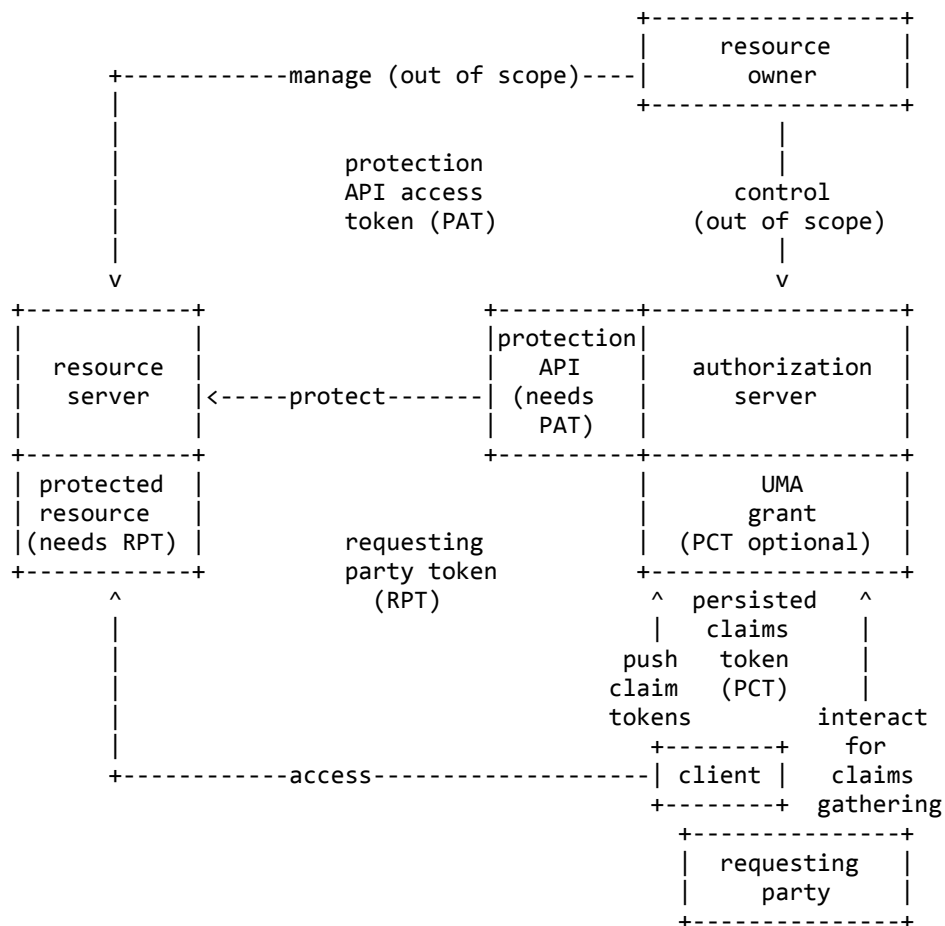 resource
owner
manage (out of scope)
protection
API access
token (PAT)
control
(out of scope)
resource
server
protect
protection
API
(needs
PAT)
authorization
server
protected
resource
(needs RPT)
UMA
grant
(PCT optional)
requesting
party token
(RPT)
persisted
claims
token
(PCT)
push
claim
tokens
interact
for
claims
gathering
access
client
requesting
party